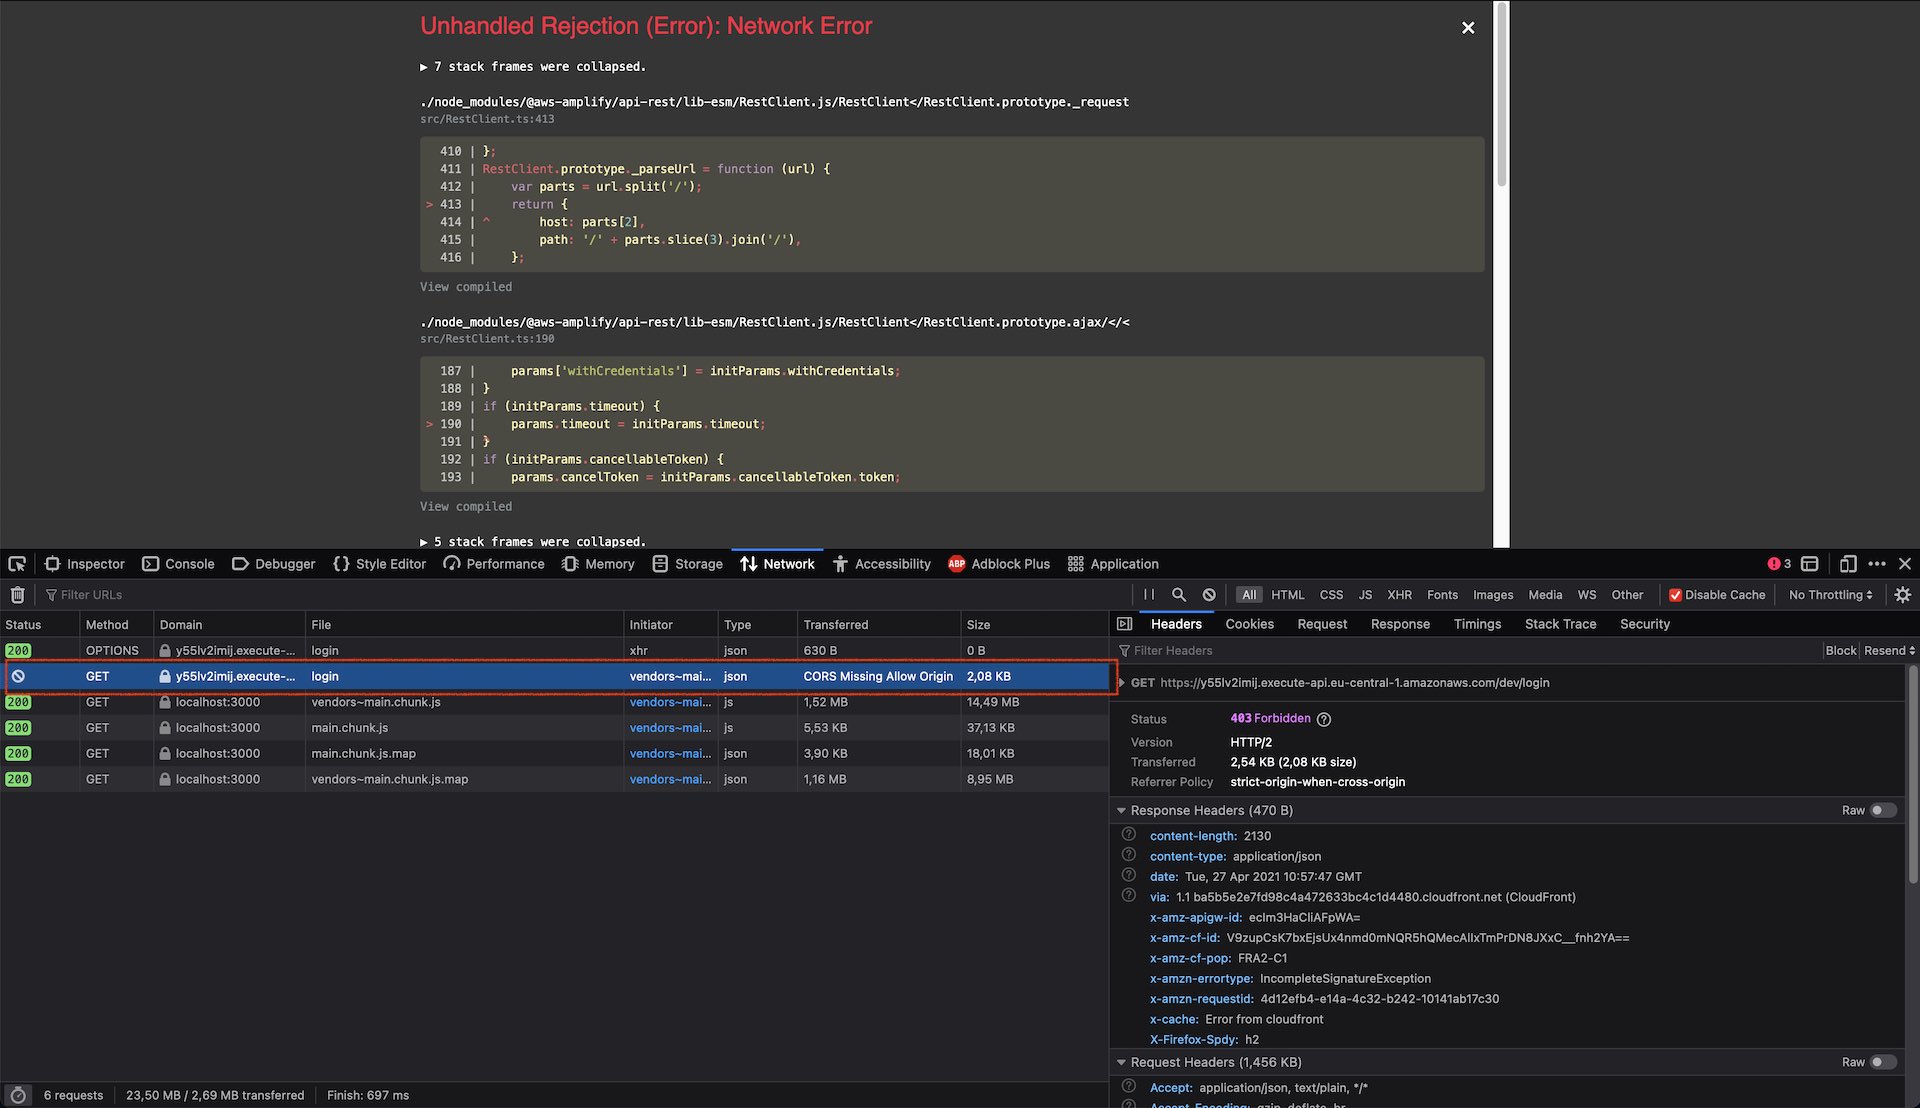 Unhandled Rejection (Error): Network Error
×
▶ 7 stack frames were collapsed.
./node_modules/@aws-amplify/api-rest/lib-esm/RestClient.js/RestClient</RestClient.prototype._request
src/RestClient.ts:413
410 | };
411 | RestClient.prototype._parseUrl = function (url) {
412 |     var parts = url.split('/');
> 413 |     return {
414 | ^       host: parts[2],
415 |         path: '/' + parts.slice(3).join('/'),
416 |     };
View compiled
./node_modules/@aws-amplify/api-rest/lib-esm/RestClient.js/RestClient</RestClient.prototype.ajax/</<
src/RestClient.ts:190
187 |     params['withCredentials'] = initParams.withCredentials;
188 | }
189 | if (initParams.timeout) {
> 190 |     params.timeout = initParams.timeout;
191 | }
192 | if (initParams.cancellableToken) {
193 |     params.cancelToken = initParams.cancellableToken.token;
View compiled
▶ 5 stack frames were collapsed.
Inspector Console Debugger {} Style Editor Performance Memory Storage Network Accessibility ABP Adblock Plus Application 3
Filter URLs All HTML CSS JS XHR Fonts Images Media WS Other Disable Cache No Throttling
Status Method Domain File Initiator Type Transferred Size
200 OPTIONS y55lv2imij.execute-... login xhr json 630 B 0 B
GET y55lv2imij.execute-... login vendors~mai... json CORS Missing Allow Origin 2,08 KB
200 GET localhost:3000 vendors~main.chunk.js vendors~mai... js 1,52 MB 14,49 MB
200 GET localhost:3000 main.chunk.js vendors~mai... js 5,53 KB 37,13 KB
200 GET localhost:3000 main.chunk.js.map vendors~mai... json 3,90 KB 18,01 KB
200 GET localhost:3000 vendors~main.chunk.js.map vendors~mai... json 1,16 MB 8,95 MB
6 requests 23,50 MB / 2,69 MB transferred Finish: 697 ms
Headers Cookies Request Response Timings Stack Trace Security
Filter Headers Block Resend
GET https://y55lv2imij.execute-api.eu-central-1.amazonaws.com/dev/login
Status 403 Forbidden ?
Version HTTP/2
Transferred 2,54 KB (2,08 KB size)
Referrer Policy strict-origin-when-cross-origin
Response Headers (470 B) Raw
? content-length: 2130
? content-type: application/json
? date: Tue, 27 Apr 2021 10:57:47 GMT
? via: 1.1 ba5b5e2e7fd98c4a472633bc4c1d4480.cloudfront.net (CloudFront)
x-amz-apigw-id: eclm3HaCliAFpWA=
x-amz-cf-id: V9zupCsK7bxEjsUx4nmd0mNQR5hQMecAlIxTmPrDN8JXxC__fnh2YA==
x-amz-cf-pop: FRA2-C1
x-amzn-errortype: IncompleteSignatureException
x-amzn-requestid: 4d12efb4-e14a-4c32-b242-10141ab17c30
x-cache: Error from cloudfront
X-Firefox-Spdy: h2
Request Headers (1,456 KB) Raw
? Accept: application/json, text/plain, */*
Accept-Encoding: gzip, deflate, br